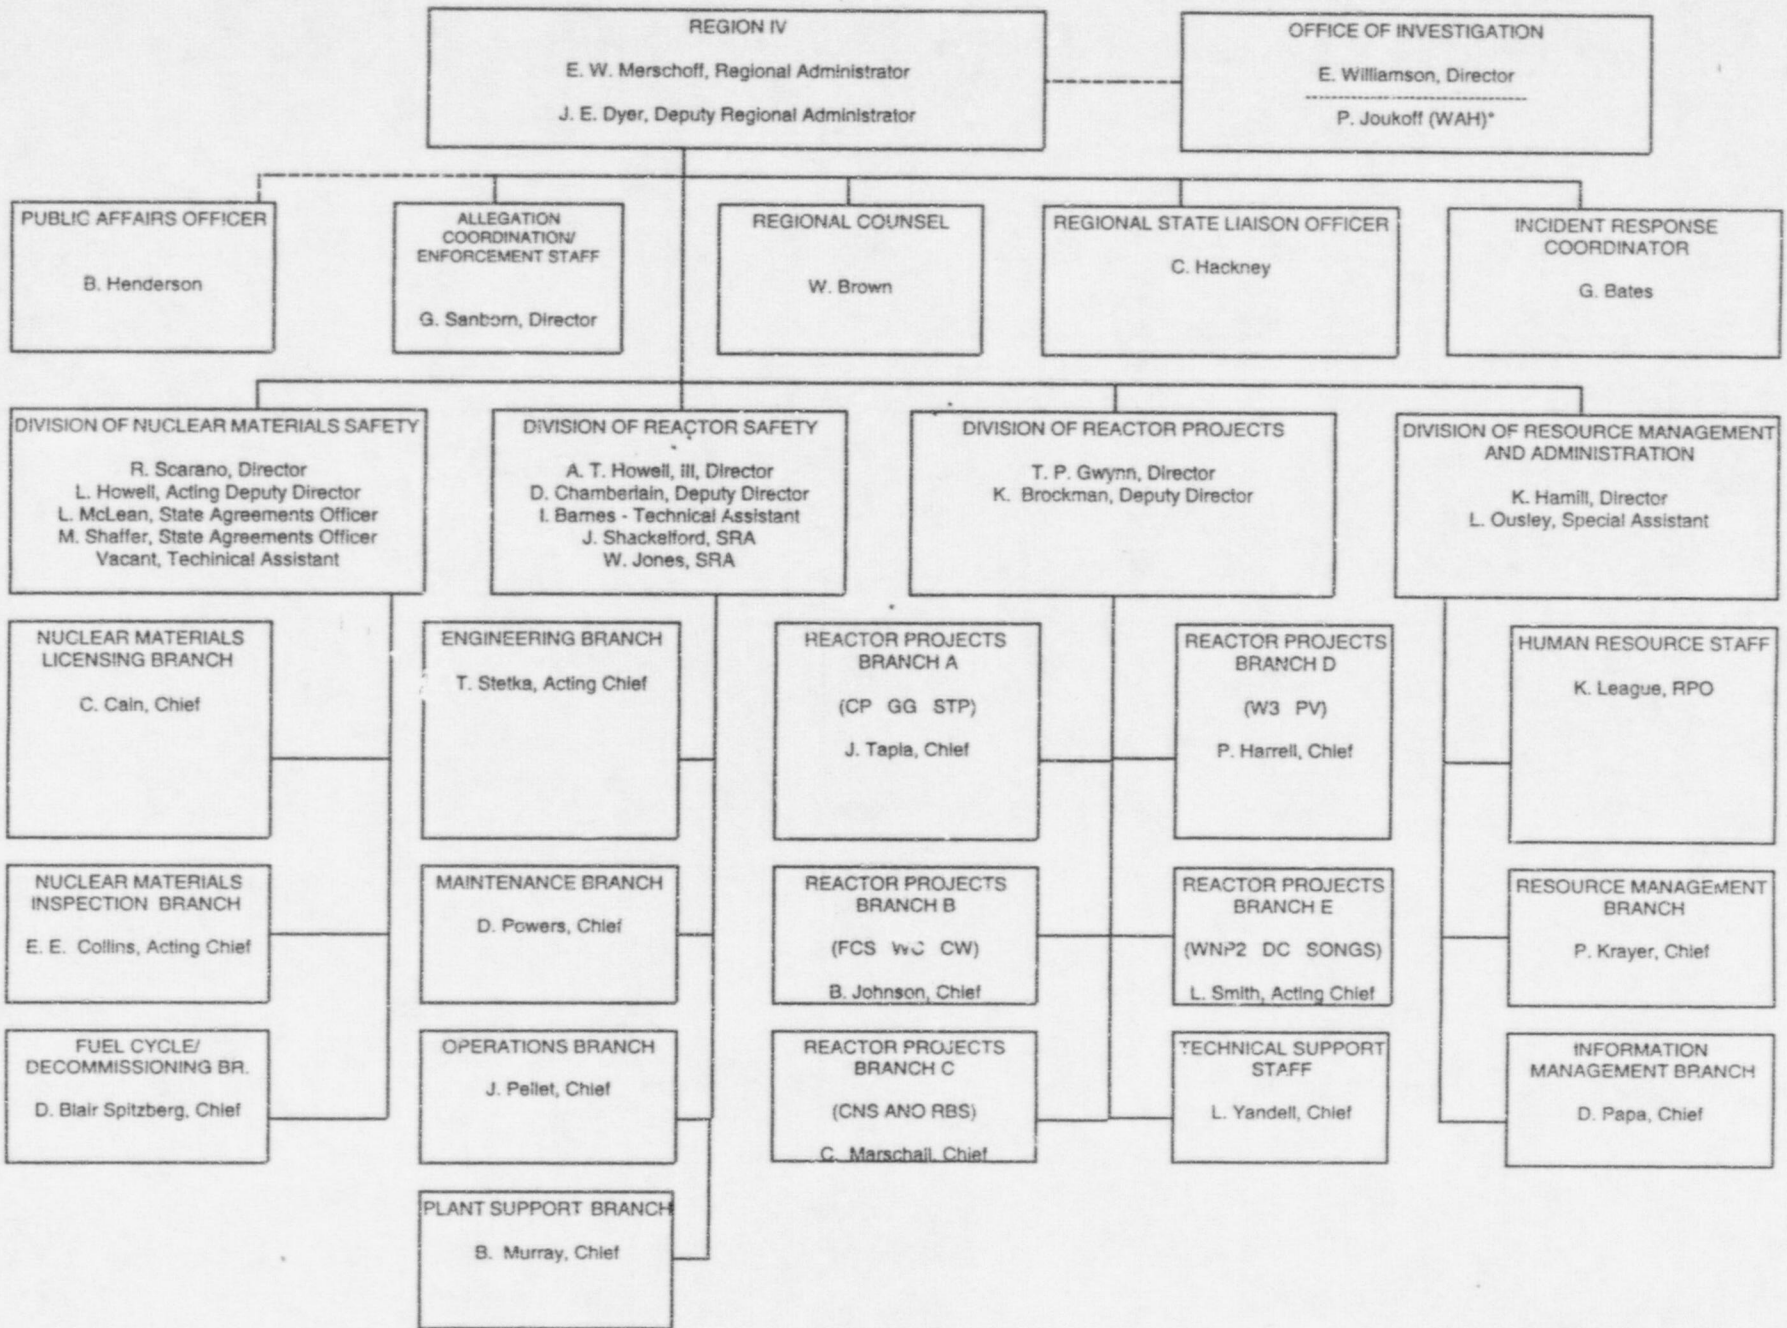 REGION IV
E. W. Merschoff, Regional Administrator
J. E. Dyer, Deputy Regional Administrator
OFFICE OF INVESTIGATION
E. Williamson, Director
P. Joukoff (WAH)*
PUBLIC AFFAIRS OFFICER
B. Henderson
ALLEGATION
COORDINATION/
ENFORCEMENT STAFF
G. Sanborn, Director
REGIONAL COUNSEL
W. Brown
REGIONAL STATE LIAISON OFFICER
C. Hackney
INCIDENT RESPONSE
COORDINATOR
G. Bates
DIVISION OF NUCLEAR MATERIALS SAFETY
R. Scarano, Director
L. Howell, Acting Deputy Director
L. McLean, State Agreements Officer
M. Shaffer, State Agreements Officer
Vacant, Techinical Assistant
DIVISION OF REACTOR SAFETY
A. T. Howell, III, Director
D. Chamberlain, Deputy Director
I. Barnes - Technical Assistant
J. Shackelford, SRA
W. Jones, SRA
DIVISION OF REACTOR PROJECTS
T. P. Gwynn, Director
K. Brockman, Deputy Director
DIVISION OF RESOURCE MANAGEMENT
AND ADMINISTRATION
K. Hamill, Director
L. Ousley, Special Assistant
NUCLEAR MATERIALS
LICENSING BRANCH
C. Cain, Chief
ENGINEERING BRANCH
T. Stetka, Acting Chief
REACTOR PROJECTS
BRANCH A
(CP GG STP)
J. Tapia, Chief
REACTOR PROJECTS
BRANCH D
(W3 PV)
P. Harrell, Chief
HUMAN RESOURCE STAFF
K. League, RPO
NUCLEAR MATERIALS
INSPECTION BRANCH
E. E. Collins, Acting Chief
MAINTENANCE BRANCH
D. Powers, Chief
REACTOR PROJECTS
BRANCH B
(FCS WC CW)
B. Johnson, Chief
REACTOR PROJECTS
BRANCH E
(WNP2 DC SONGS)
L. Smith, Acting Chief
RESOURCE MANAGEMENT
BRANCH
P. Krayer, Chief
FUEL CYCLE/
DECOMMISSIONING BR.
D. Blair Spitzberg, Chief
OPERATIONS BRANCH
J. Pellet, Chief
REACTOR PROJECTS
BRANCH C
(CNS ANO RBS)
C. Marschall, Chief
TECHNICAL SUPPORT
STAFF
L. Yandell, Chief
INFORMATION
MANAGEMENT BRANCH
D. Papa, Chief
PLANT SUPPORT BRANCH
B. Murray, Chief